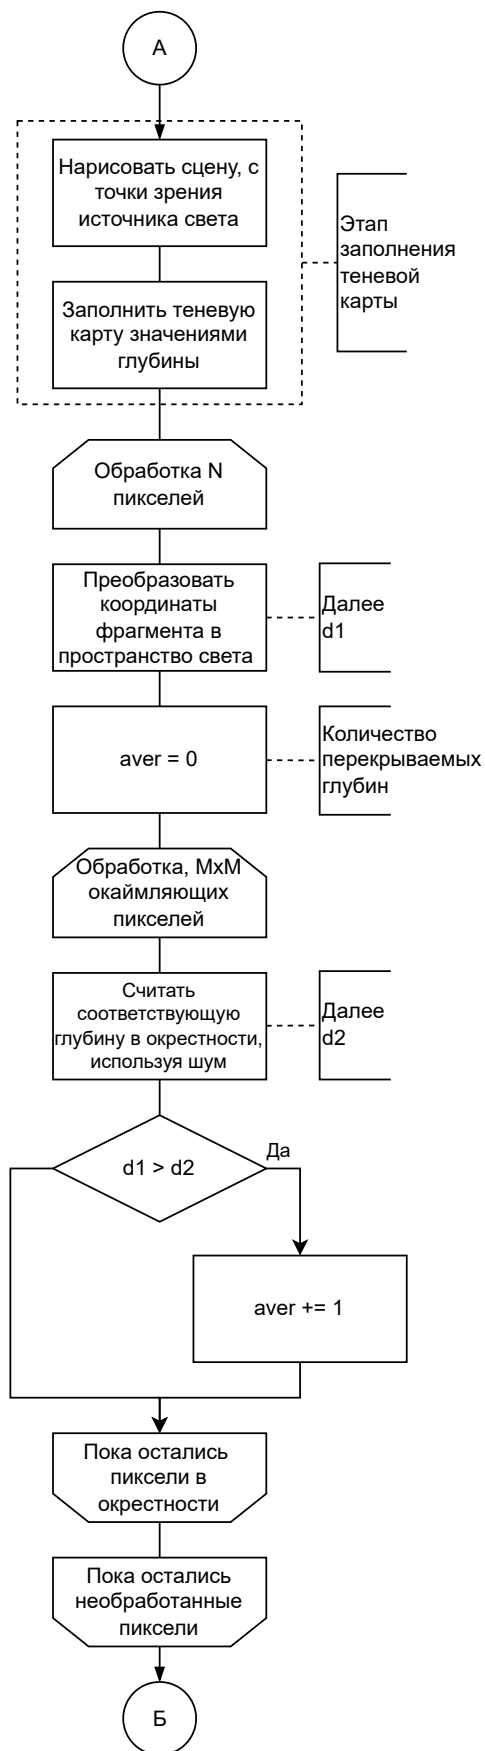 А
Нарисовать сцену, с
точки зрения
источника света
Этап
заполнения
теневой
карты
Заполнить теневую
карту значениями
глубины
Обработка N
пикселей
Преобразовать
координаты
фрагмента в
пространство света
Далее
d1
aver = 0
Количество
перекрываемых
глубин
Обработка, MxM
окаймляющих
пикселей
Считать
соответствующую
глубину в окрестности,
используя шум
Далее
d2
d1 > d2
Да
aver += 1
Пока остались
пиксели в
окрестности
Пока остались
необработанные
пиксели
Б